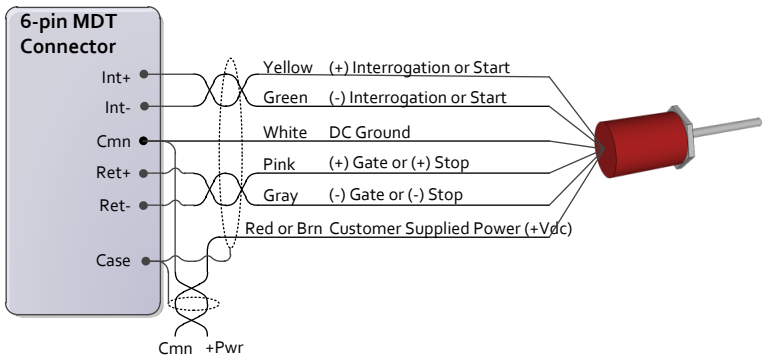 6-pin MDT
Connector
Int+
Int-
Cmn
Ret+
Ret-
Case
Yellow (+) Interrogation or Start
Green (-) Interrogation or Start
White DC Ground
Pink (+) Gate or (+) Stop
Gray (-) Gate or (-) Stop
Red or Brn Customer Supplied Power (+Vdc)
Cmn +Pwr